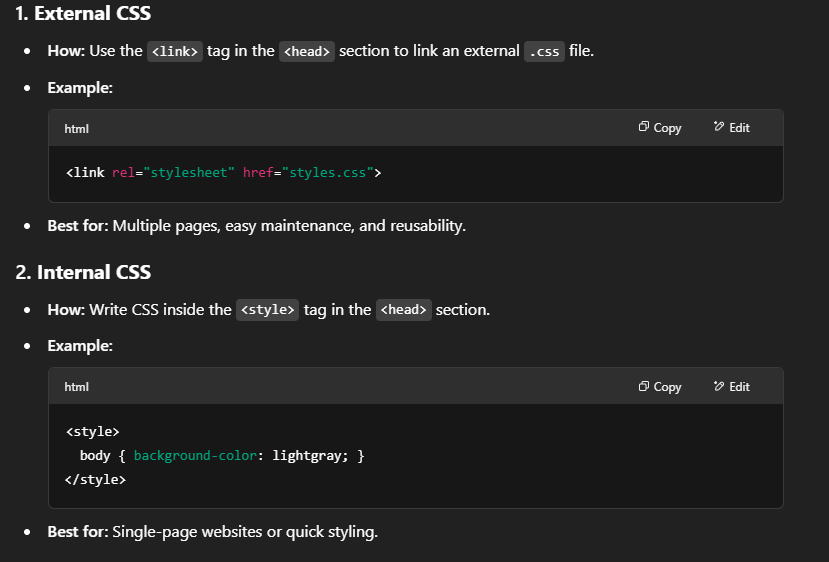 1. External CSS
• How: Use the <link> tag in the <head> section to link an external .css file.
• Example:
html Copy Edit
<link rel="stylesheet" href="styles.css">
• Best for: Multiple pages, easy maintenance, and reusability.
2. Internal CSS
• How: Write CSS inside the <style> tag in the <head> section.
• Example:
html Copy Edit
<style>
  body { background-color: lightgray; }
</style>
• Best for: Single-page websites or quick styling.